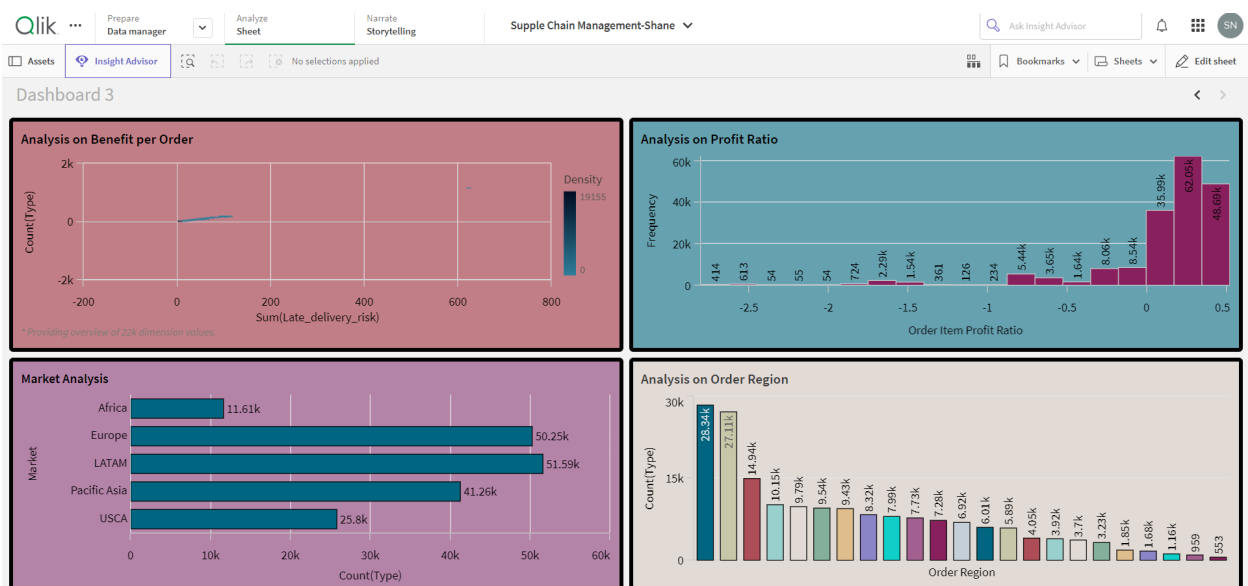 Qlik
Prepare
Data manager
Analyze
Sheet
Narrate
Storytelling
Supple Chain Management-Shane
Ask Insight Advisor
SN
Assets
Insight Advisor
No selections applied
Bookmarks
Sheets
Edit sheet
Dashboard 3
Analysis on Benefit per Order
Count(Type)
2k
0
-2k
-200
0
200
400
600
800
Sum(Late_delivery_risk)
Density
19155
0
* Providing overview of 22k dimension values.
Analysis on Profit Ratio
Frequency
60k
40k
20k
0
414
613
54
55
54
724
2.29k
1.54k
361
126
234
5.44k
3.65k
1.64k
8.06k
8.54k
35.99k
62.05k
48.69k
-2.5
-2
-1.5
-1
-0.5
0
0.5
Order Item Profit Ratio
Market Analysis
Market
Africa
11.61k
Europe
50.25k
LATAM
51.59k
Pacific Asia
41.26k
USCA
25.8k
0
10k
20k
30k
40k
50k
60k
Count(Type)
Analysis on Order Region
Count(Type)
30k
15k
0
28.34k
27.11k
14.94k
10.15k
9.79k
9.54k
9.43k
8.32k
7.99k
7.73k
7.28k
6.92k
6.01k
5.89k
4.05k
3.92k
3.7k
3.23k
1.85k
1.68k
1.16k
959
553
Order Region